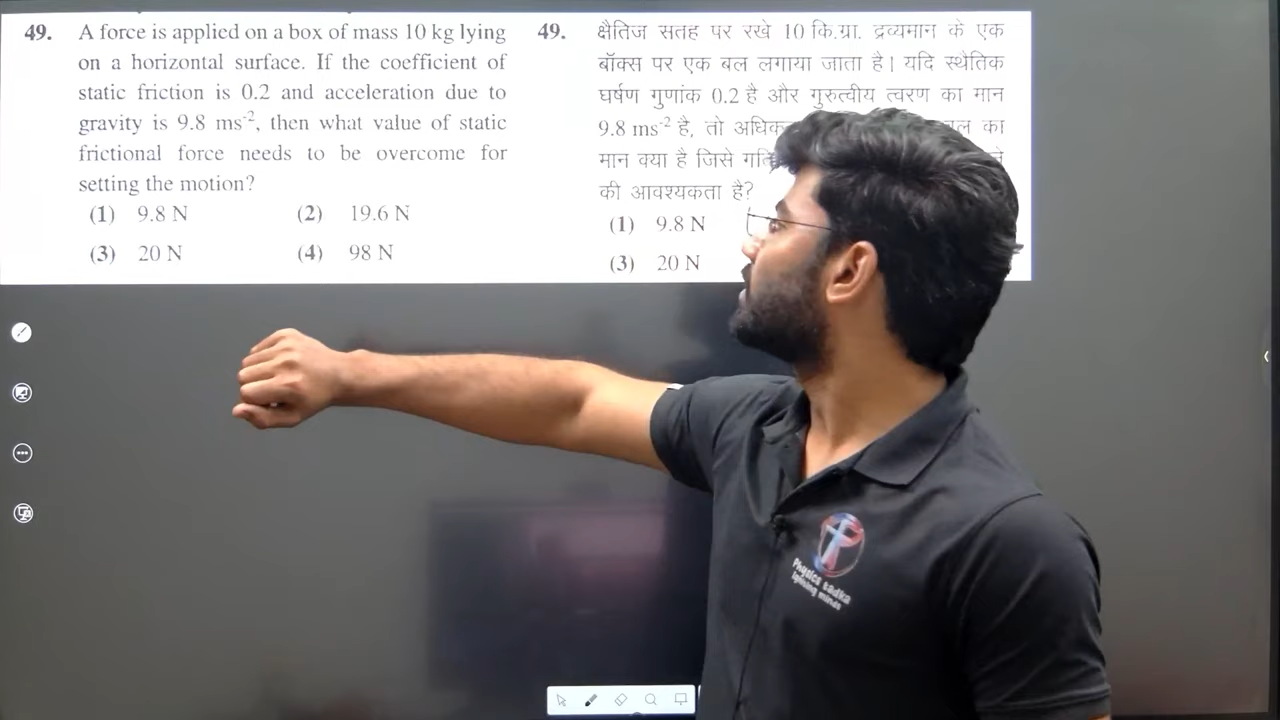 49. A force is applied on a box of mass 10 kg lying
on a horizontal surface. If the coefficient of
static friction is 0.2 and acceleration due to
gravity is 9.8 ms⁻², then what value of static
frictional force needs to be overcome for
setting the motion?
(1) 9.8 N (2) 19.6 N
(3) 20 N (4) 98 N
49. क्षैतिज सतह पर रखे 10 कि.ग्रा. द्रव्यमान के एक
बॉक्स पर एक बल लगाया जाता है। यदि स्थैतिक
घर्षण गुणांक 0.2 है और गुरुत्वीय त्वरण का मान
9.8 ms⁻² है, तो का
मान क्या है जिसे
की आवश्यकता है?
(1) 9.8 N
(3) 20 N
Physics sadka
igniting minds